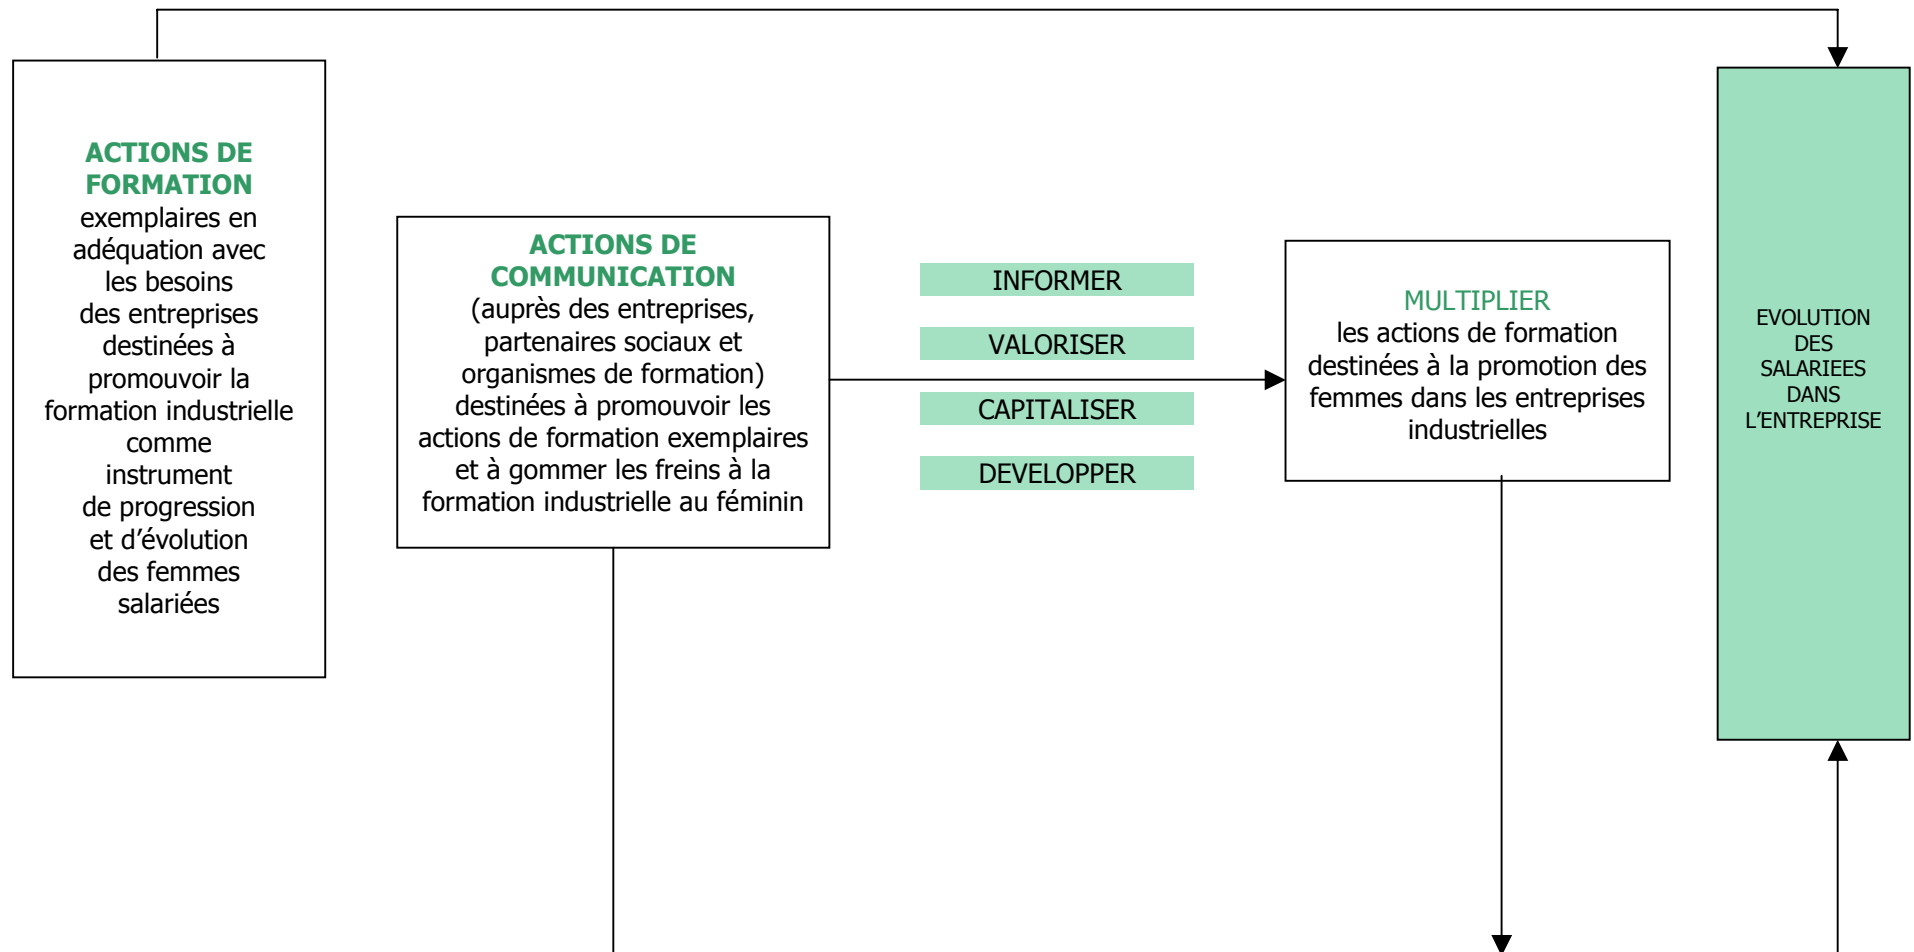 ACTIONS DE
FORMATION
exemplaires en
adéquation avec
les besoins
des entreprises
destinées à
promouvoir la
formation industrielle
comme
instrument
de progression
et d’évolution
des femmes
salariées
ACTIONS DE
COMMUNICATION
(auprès des entreprises,
partenaires sociaux et
organismes de formation)
destinées à promouvoir les
actions de formation exemplaires
et à gommer les freins à la
formation industrielle au féminin
INFORMER
VALORISER
CAPITALISER
DEVELOPPER
MULTIPLIER
les actions de formation
destinées à la promotion des
femmes dans les entreprises
industrielles
EVOLUTION
DES
SALARIEES
DANS
L’ENTREPRISE